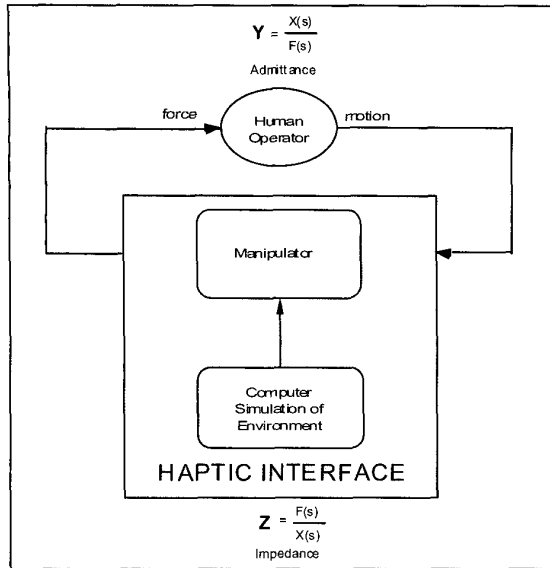 Y = X(s) / F(s)
Admittance
force
Human
Operator
motion
Manipulator
Computer
Simulation of
Environment
HAPTIC INTERFACE
Z = F(s) / X(s)
Impedance